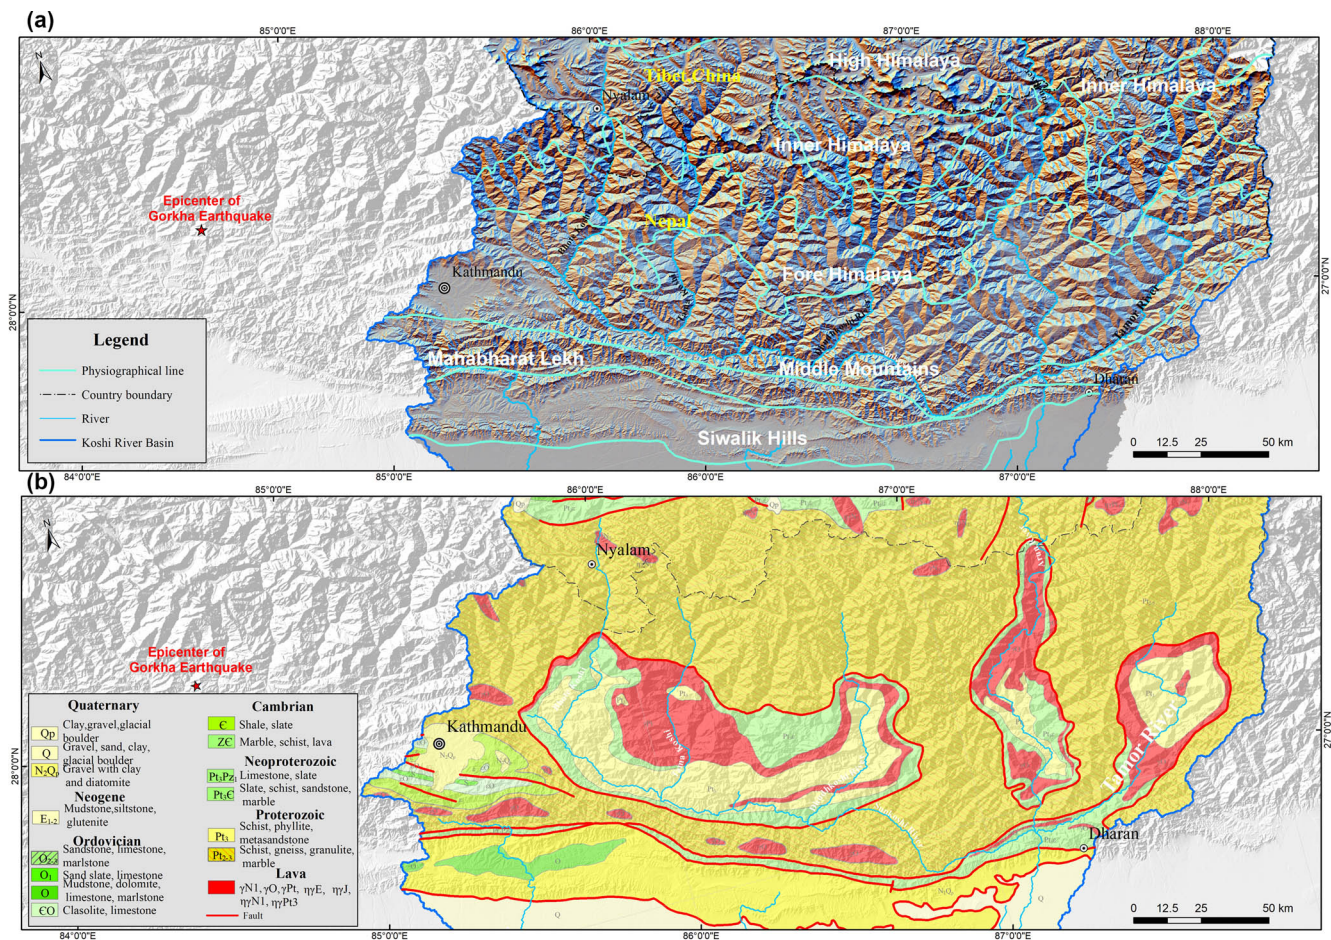 (a)
85°0'0"E
86°0'0"E
87°0'0"E
88°0'0"E
N
High Himalaya
Tibet,China
Inner Himalaya
Nyalam
Inner Himalaya
Epicenter of
Gorkha Earthquake
Nepal
Kathmandu
Fore Himalaya
27°0'0"N
28°0'0"N
Tamor River
Legend
Physiographical line
Country boundary
River
Koshi River Basin
Mahabharat Lekh
Middle Mountains
Dharan
Siwalik Hills
0 12.5 25 50 km
84°0'0"E
85°0'0"E
86°0'0"E
87°0'0"E
(b)
85°0'0"E
86°0'0"E
87°0'0"E
88°0'0"E
N
Nyalam
Epicenter of
Gorkha Earthquake
Kathmandu
Tamor River
Dharan
27°0'0"N
28°0'0"N
Quaternary
Qp Clay,gravel,glacial
boulder
Q Gravel, sand, clay,
glacial boulder
N₂Qp Gravel with clay
and diatomite
Neogene
E₁₋₂ Mudstone,siltstone,
glutenite
Ordovician
O₂₋₃ Sandstone, limestone,
marlstone
O₁ Sand slate, limestone
O Mudstone, dolomite,
limestone, marlstone
ЄO Clasolite, limestone
Cambrian
Є Shale, slate
ZЄ Marble, schist, lava
Neoproterozoic
Pt₃Pz₁ Limestone, slate
Pt₃Є Slate, schist, sandstone,
marble
Proterozoic
Pt₃ Schist, phyllite,
metasandstone
Pt₂₋₃ Schist, gneiss, granulite,
marble
Lava
γN1, γO,γPt, ηγE, ηγJ,
ηγN1, ηγPt3
Fault
0 12.5 25 50 km
84°0'0"E
85°0'0"E
86°0'0"E
87°0'0"E